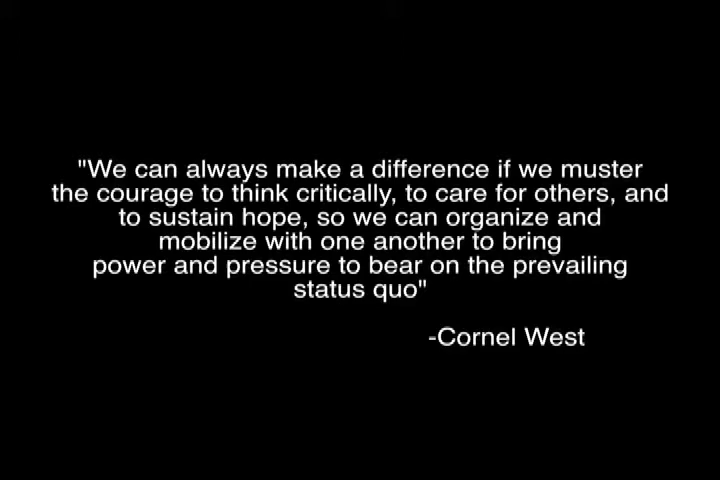 "We can always make a difference if we muster
the courage to think critically, to care for others, and
to sustain hope, so we can organize and
mobilize with one another to bring
power and pressure to bear on the prevailing
status quo"
-Cornel West